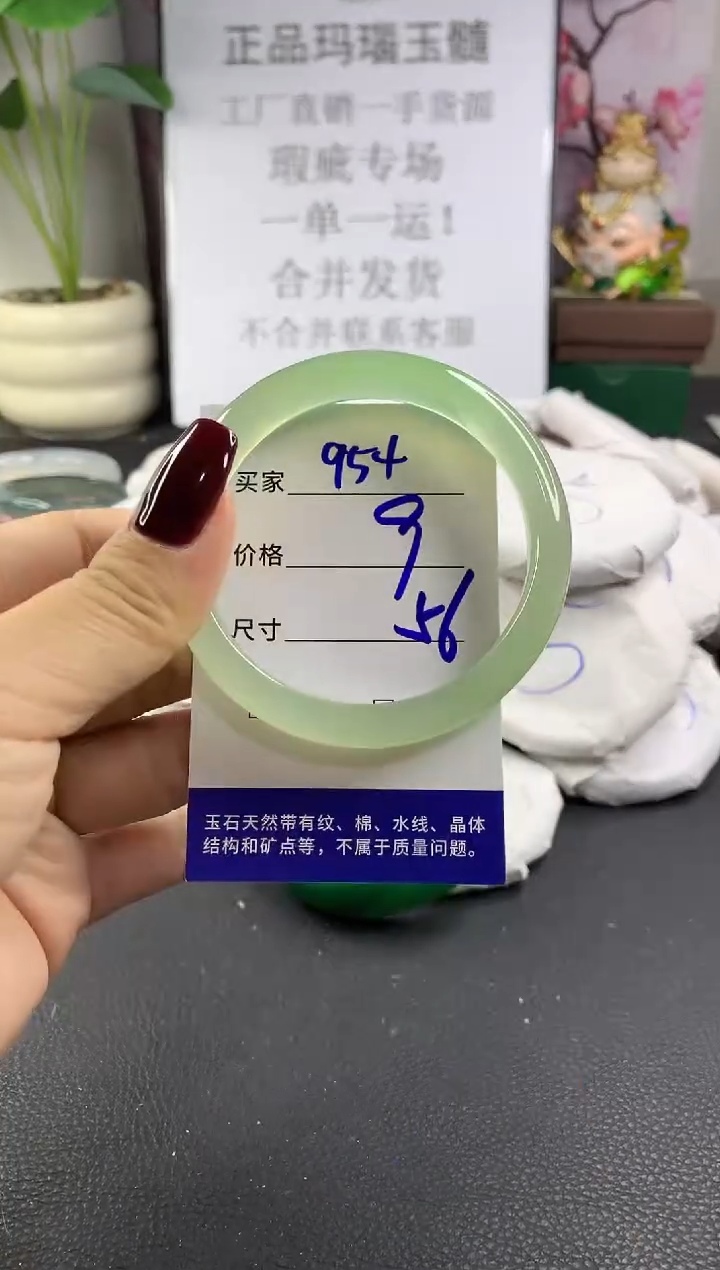 正品玛瑙玉髓
工厂直销一手货源
瑕疵专场
一单一运!
合并发货
不合并联系客服
买家 954
价格 9
尺寸 56
玉石天然带有纹、棉、水线、晶体
结构和矿点等，不属于质量问题。